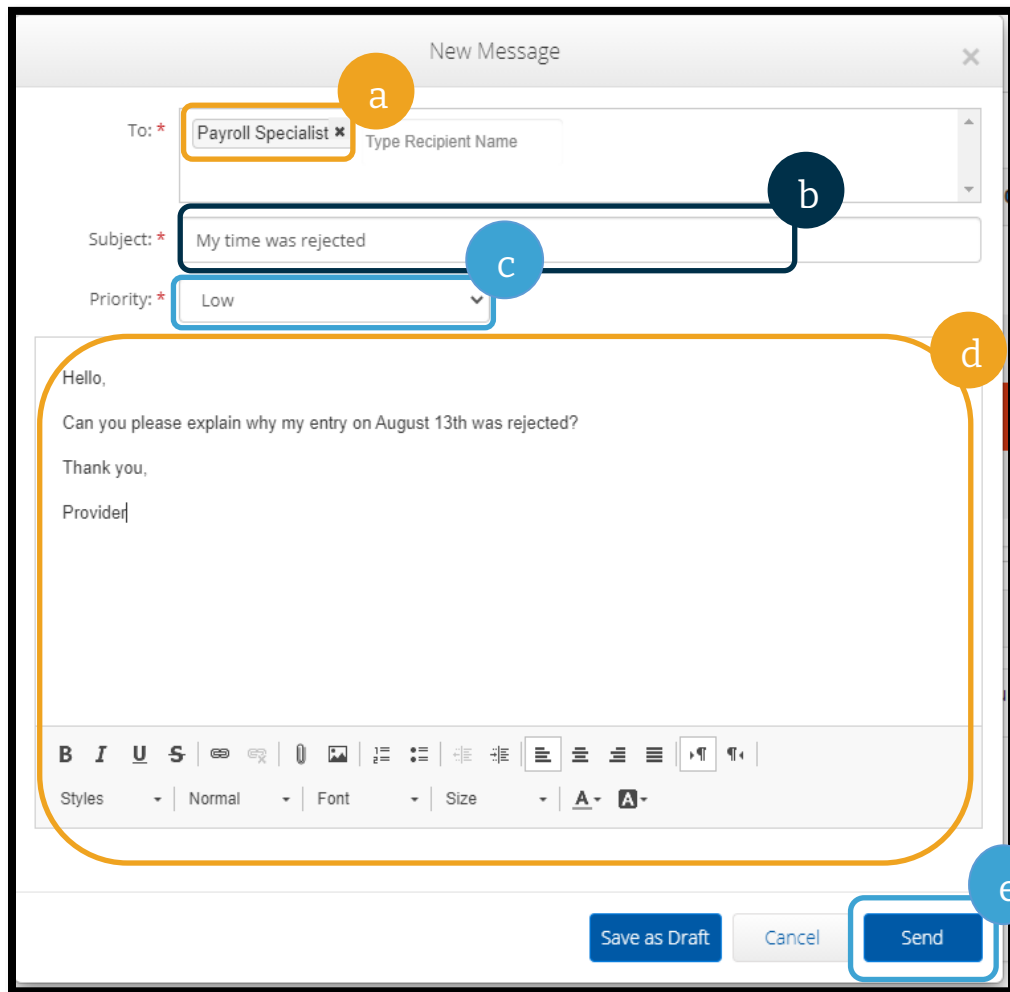 New Message ×
a
To: * Payroll Specialist ✖ Type Recipient Name
b
Subject: * My time was rejected
c
Priority: * Low
d
Hello,
Can you please explain why my entry on August 13th was rejected?
Thank you,
Provider
B I U S
Styles Normal Font Size A A
e
Save as Draft Cancel Send